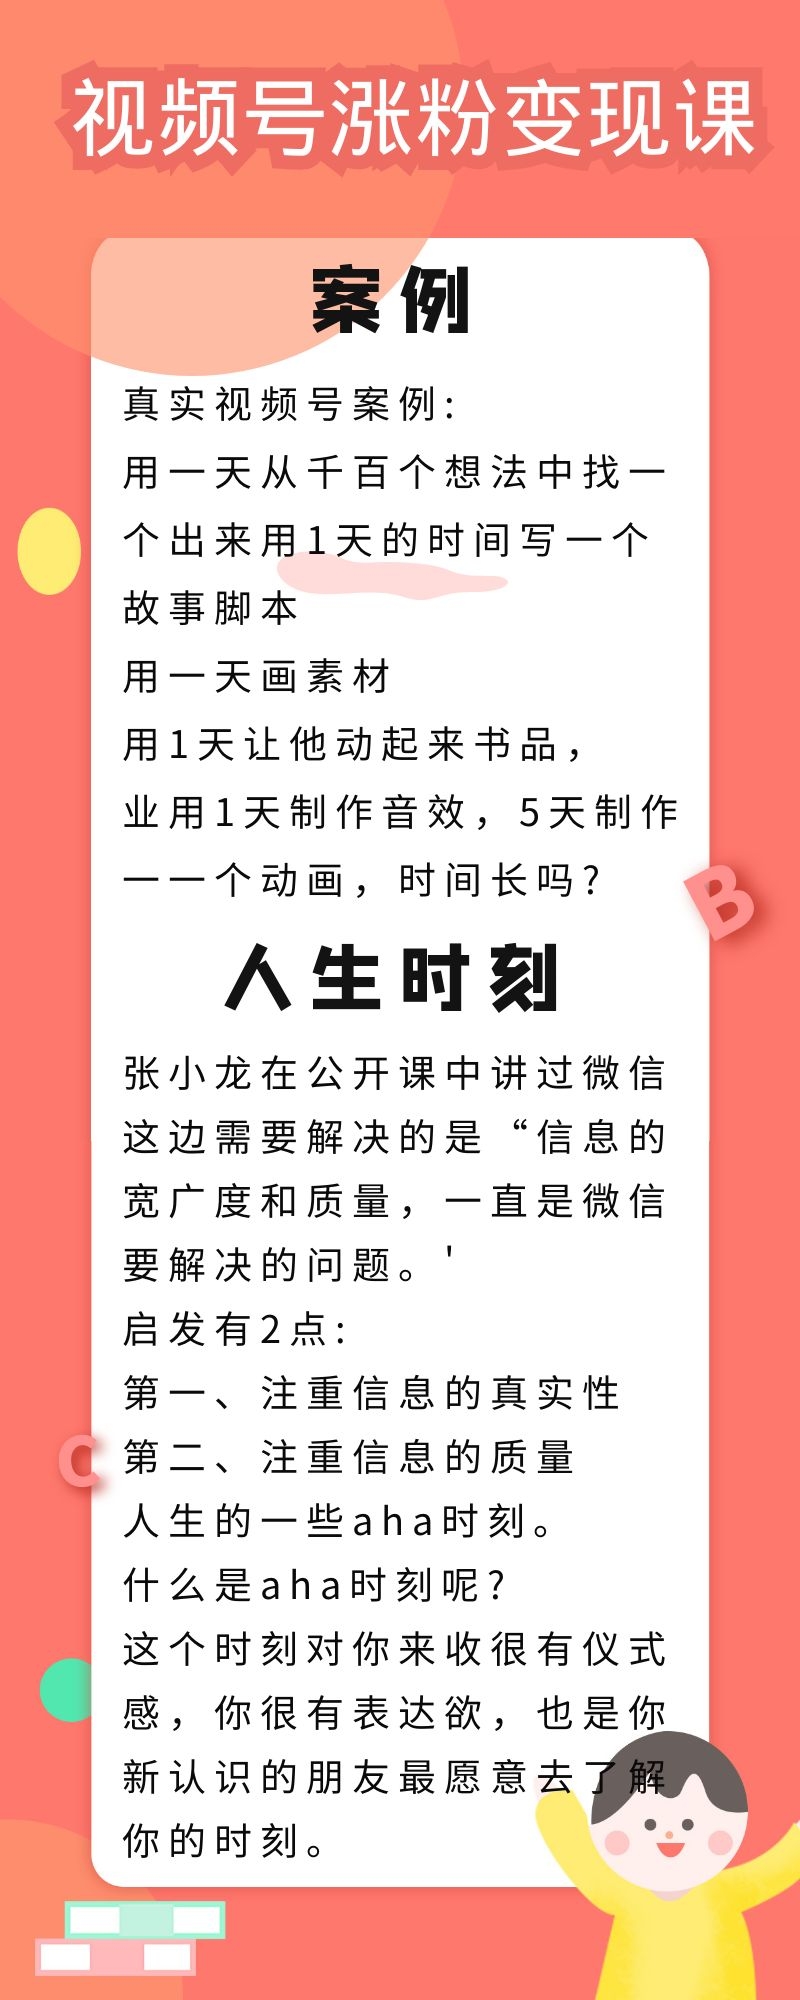 视频号涨粉变现课
案例
真实视频号案例:
用一天从千百个想法中找一
个出来用1天的时间写一个
故事脚本
用一天画素材
用1天让他动起来书品，
业用1天制作音效，5天制作
一一个动画，时间长吗?
B
人生时刻
张小龙在公开课中讲过微信
这边需要解决的是“信息的
宽广度和质量，一直是微信
要解决的问题。'
启发有2点:
第一、注重信息的真实性
C
第二、注重信息的质量
人生的一些aha时刻。
什么是aha时刻呢?
这个时刻对你来收很有仪式
感，你很有表达欲，也是你
新认识的朋友最愿意去了解
你的时刻。